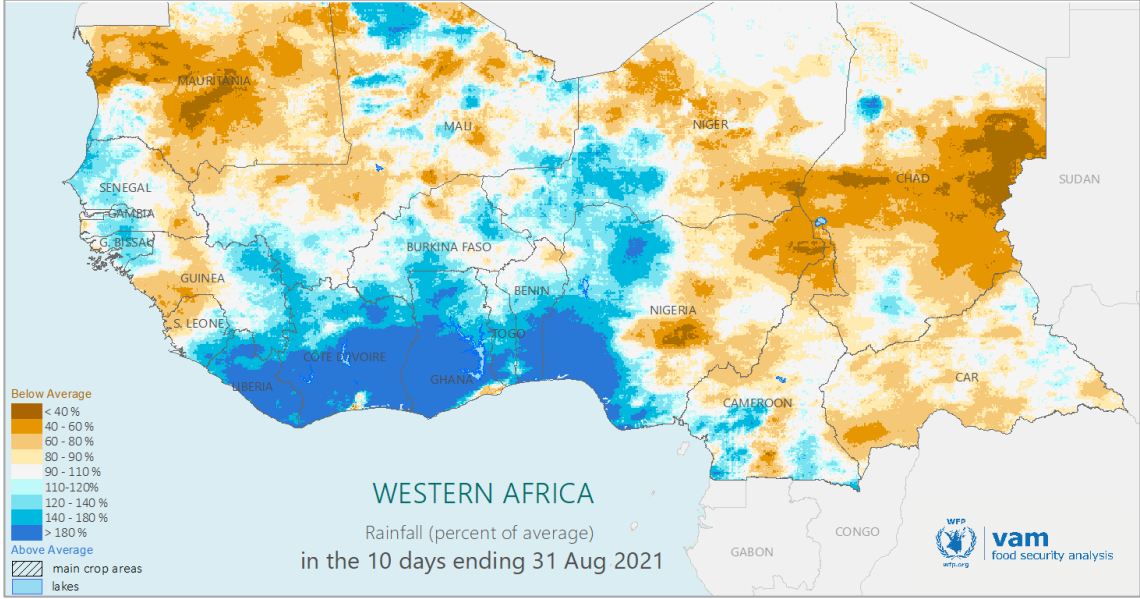 MAURITANIA
MALI
NIGER
CHAD
SUDAN
SENEGAL
GAMBIA
G. BISSAU
BURKINA FASO
GUINEA
BENIN
S. LEONE
NIGERIA
TOGO
COTE D'IVOIRE
GHANA
LIBERIA
CAR
CAMEROON
Below Average
< 40 %
40 - 60 %
60 - 80 %
80 - 90 %
90 - 110 %
110-120%
120 - 140 %
140 - 180 %
> 180 %
Above Average
main crop areas
lakes
WESTERN AFRICA
Rainfall (percent of average)
in the 10 days ending 31 Aug 2021
GABON
CONGO
WFP
wfp.org
vam
food security analysis